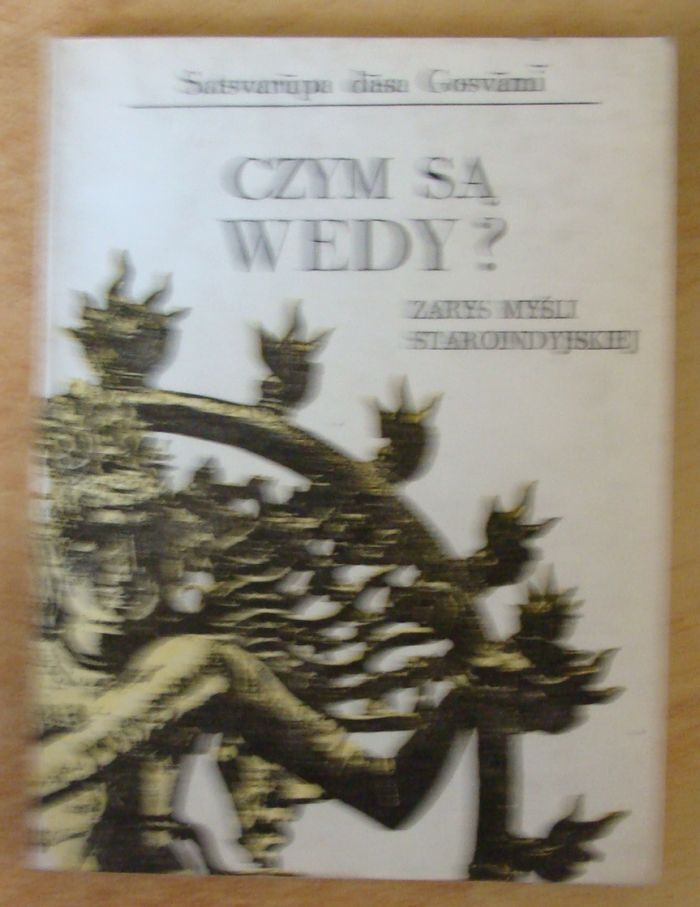 Satsvarūpa dāsa Gosvāmī
CZYM SĄ
WEDY?
ZARYS MYŚLI
STAROINDYJSKIEJ